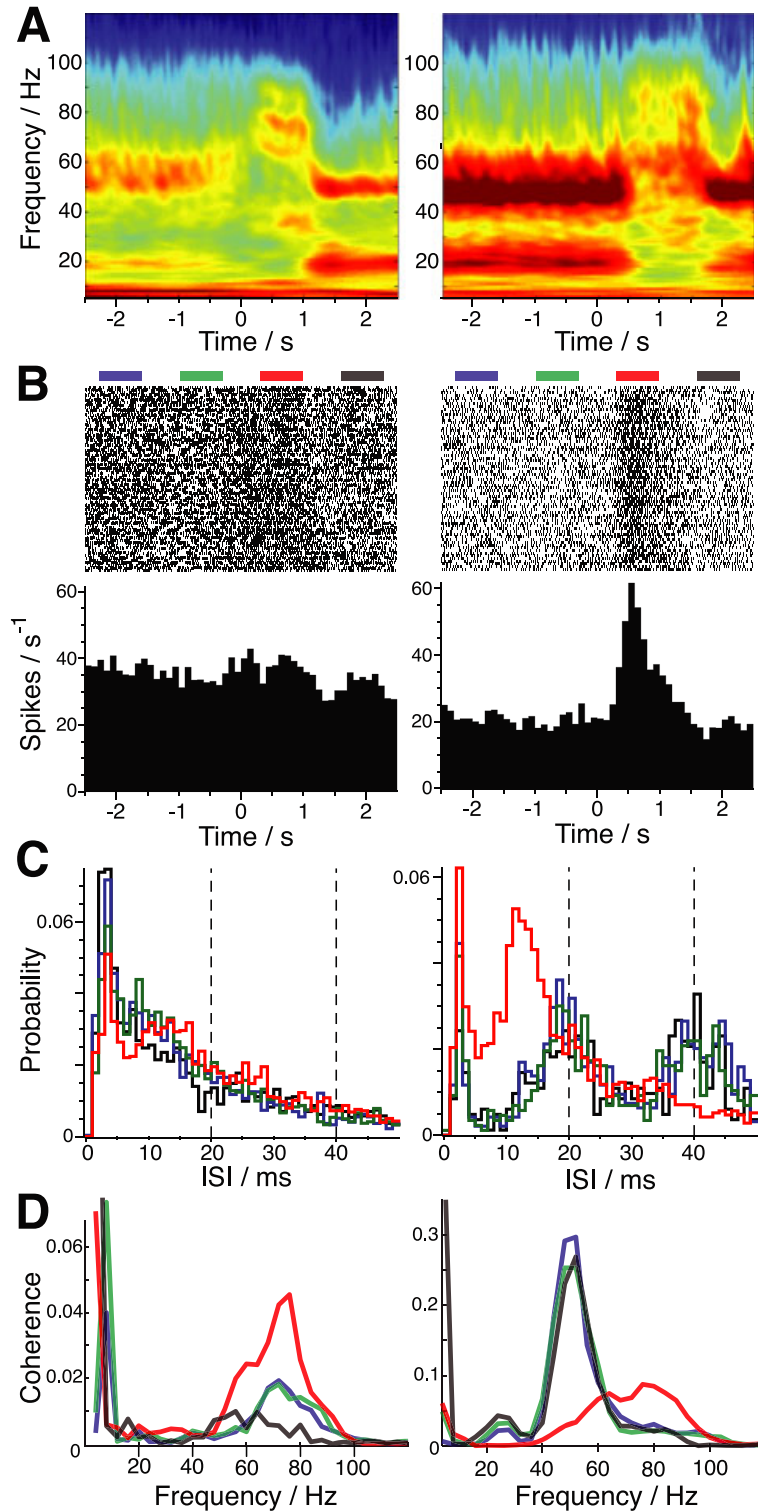 A
Frequency / Hz
100
80
60
40
20
-2 -1 0 1 2
Time / s
100
80
60
40
20
-2 -1 0 1 2
Time / s
B
Spikes / s-1
60
40
20
0
-2 -1 0 1 2
Time / s
60
40
20
0
-2 -1 0 1 2
Time / s
C
Probability
0.06
0
0 10 20 30 40
ISI / ms
0.06
0
0 10 20 30 40
ISI / ms
D
Coherence
0.06
0.04
0.02
0
20 40 60 80 100
Frequency / Hz
0.3
0.2
0.1
0
20 40 60 80 100
Frequency / Hz